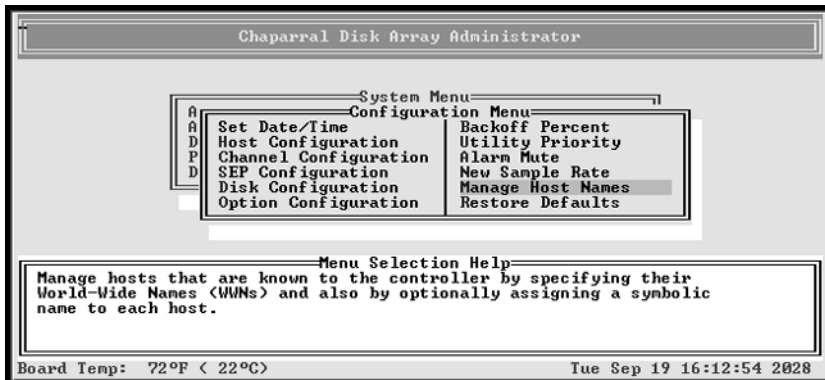 Chaparral Disk Array Administrator
System Menu
A
A
D
P
D
Configuration Menu
Set Date/Time
Host Configuration
Channel Configuration
SEP Configuration
Disk Configuration
Option Configuration
Backoff Percent
Utility Priority
Alarm Mute
New Sample Rate
Manage Host Names
Restore Defaults
Menu Selection Help
Manage hosts that are known to the controller by specifying their
World-Wide Names (WWNs) and also by optionally assigning a symbolic
name to each host.
Board Temp: 72ºF ( 22ºC)
Tue Sep 19 16:12:54 2028